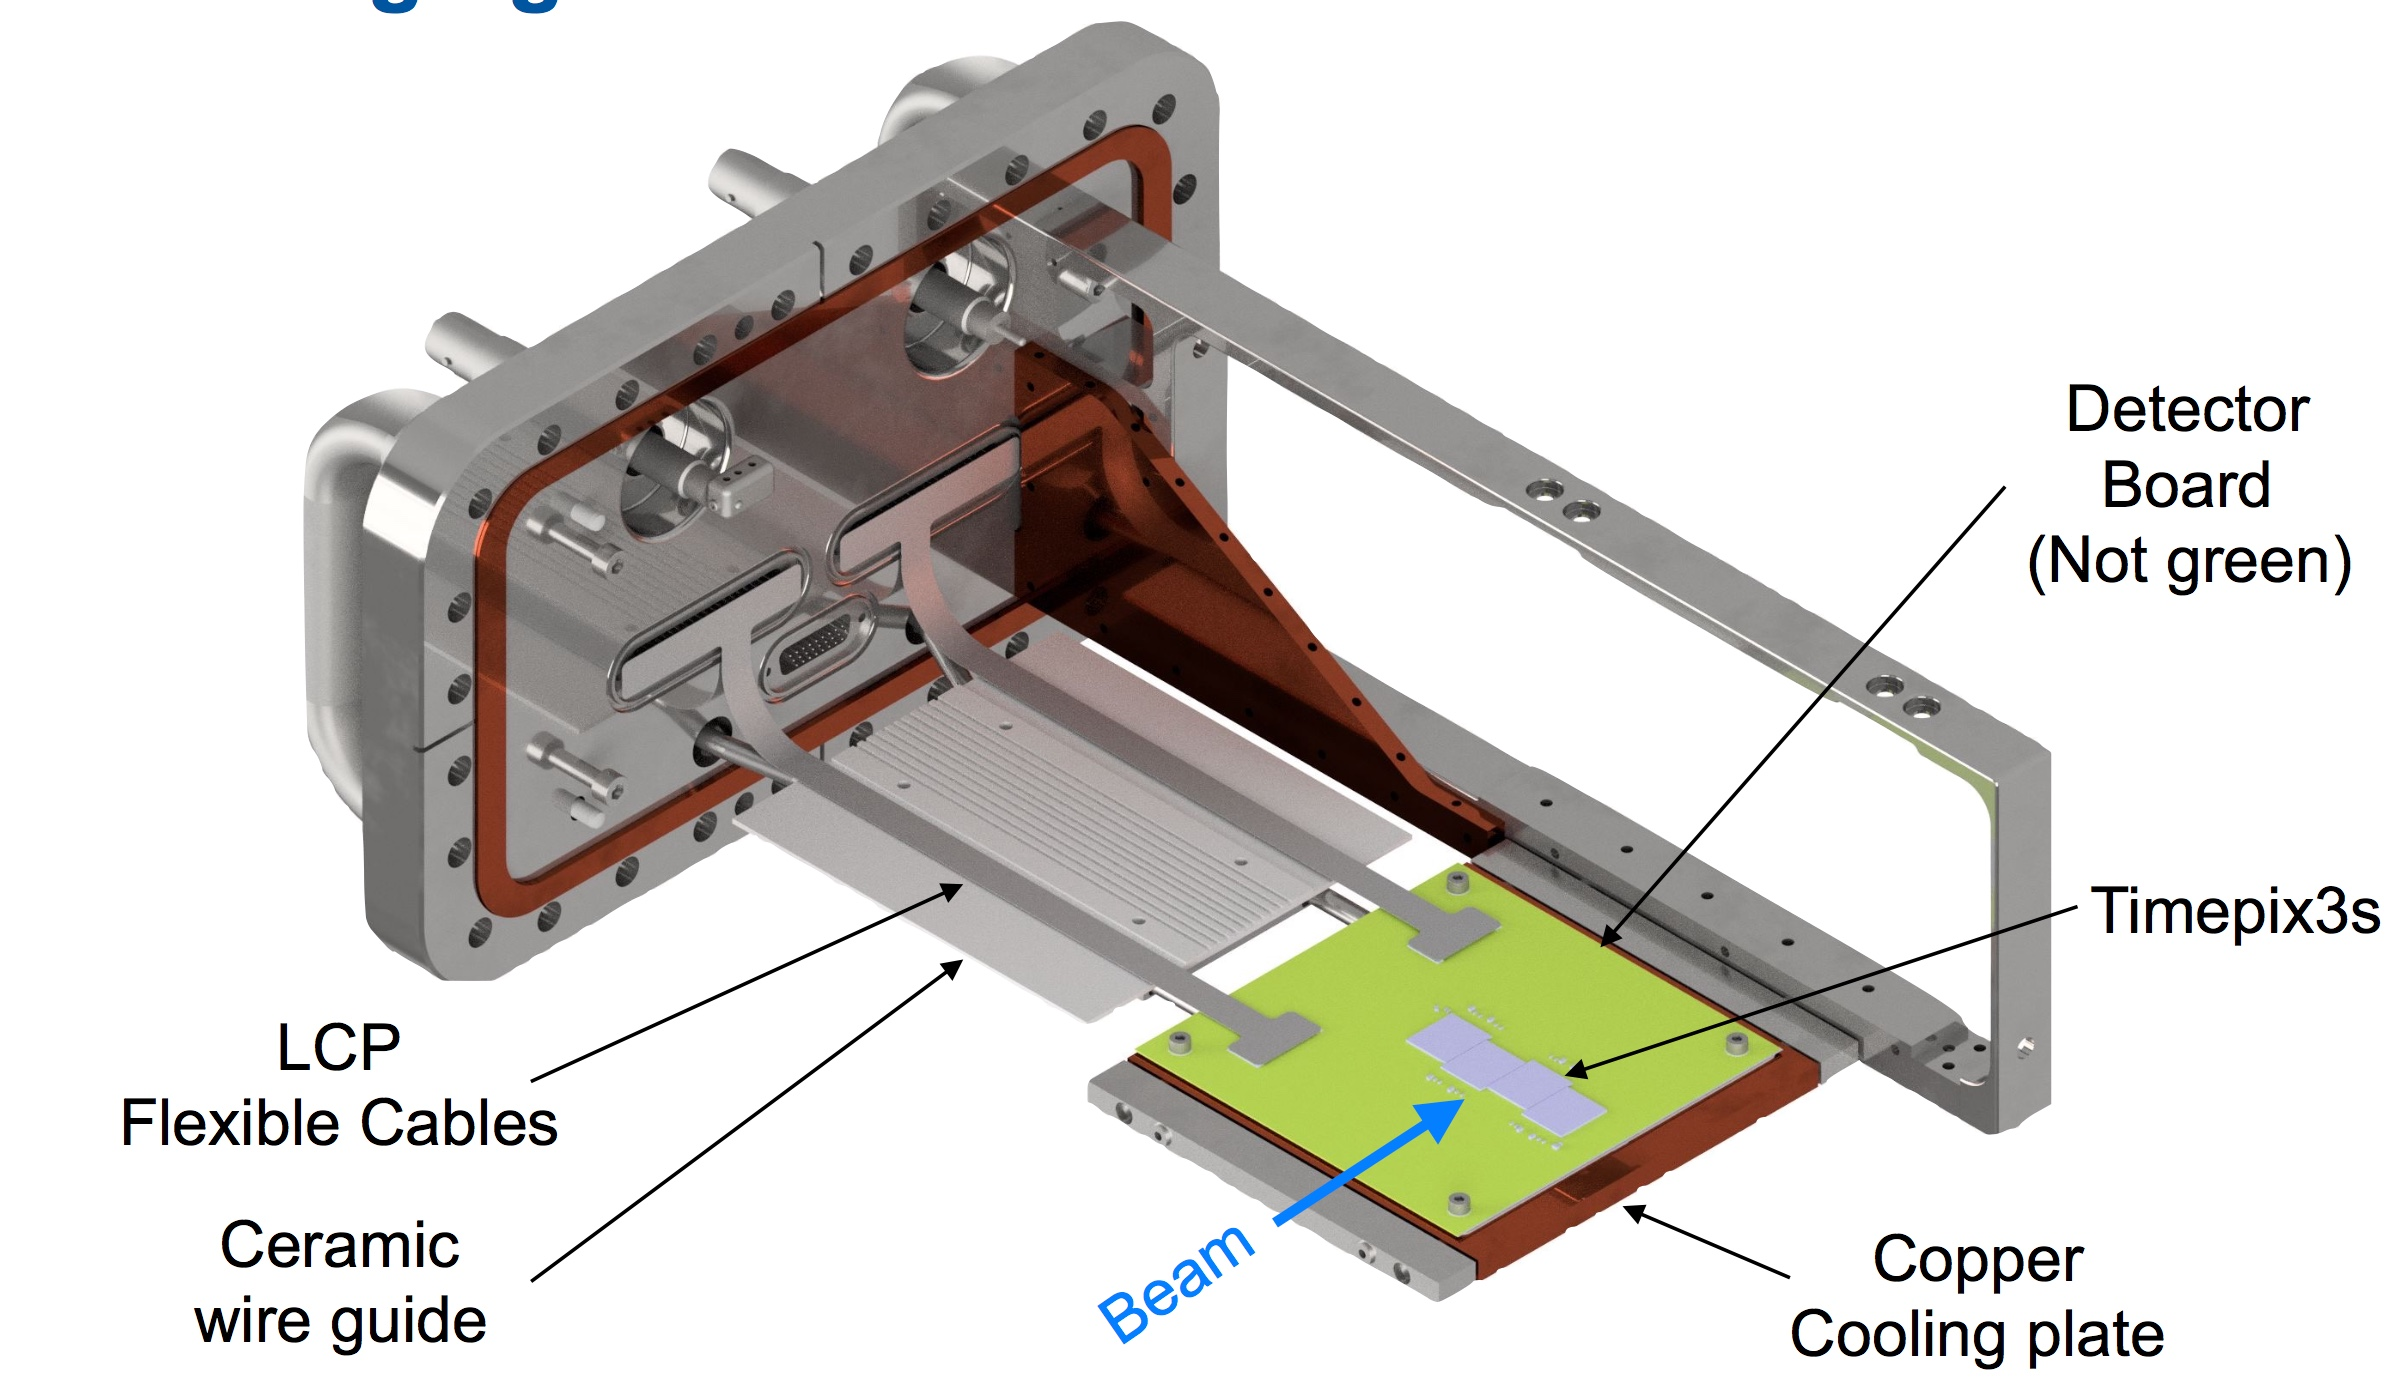 Detector
Board
(Not green)
Timepix3s
LCP
Flexible Cables
Ceramic
wire guide
Beam
Copper
Cooling plate